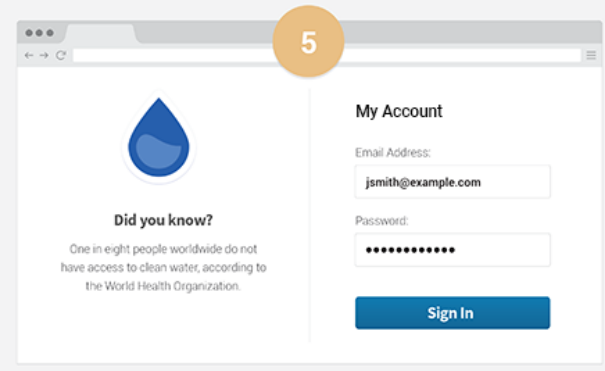 5
Did you know?
One in eight people worldwide do not
have access to clean water, according to
the World Health Organization.
My Account
Email Address:
jsmith@example.com
Password:
••••••••••••
Sign In